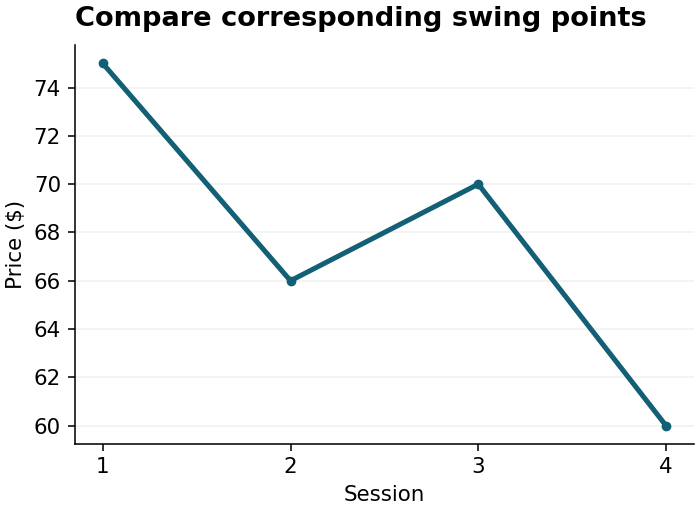 Compare corresponding swing points
Price ($)
74
72
70
68
66
64
62
60
1 2 3 4
Session